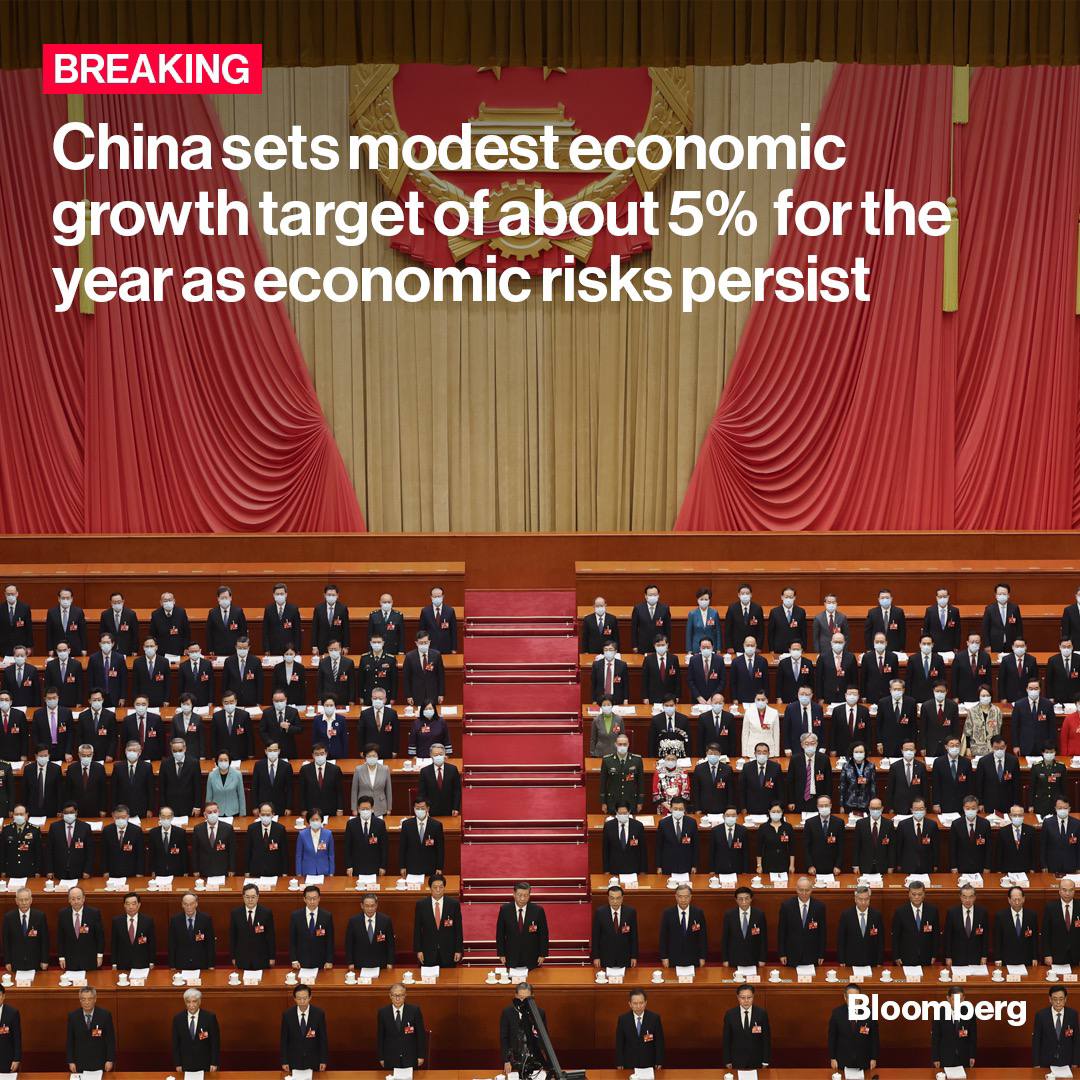 BREAKING
China sets modest economic
growth target of about 5% for the
year as economic risks persist
Bloomberg